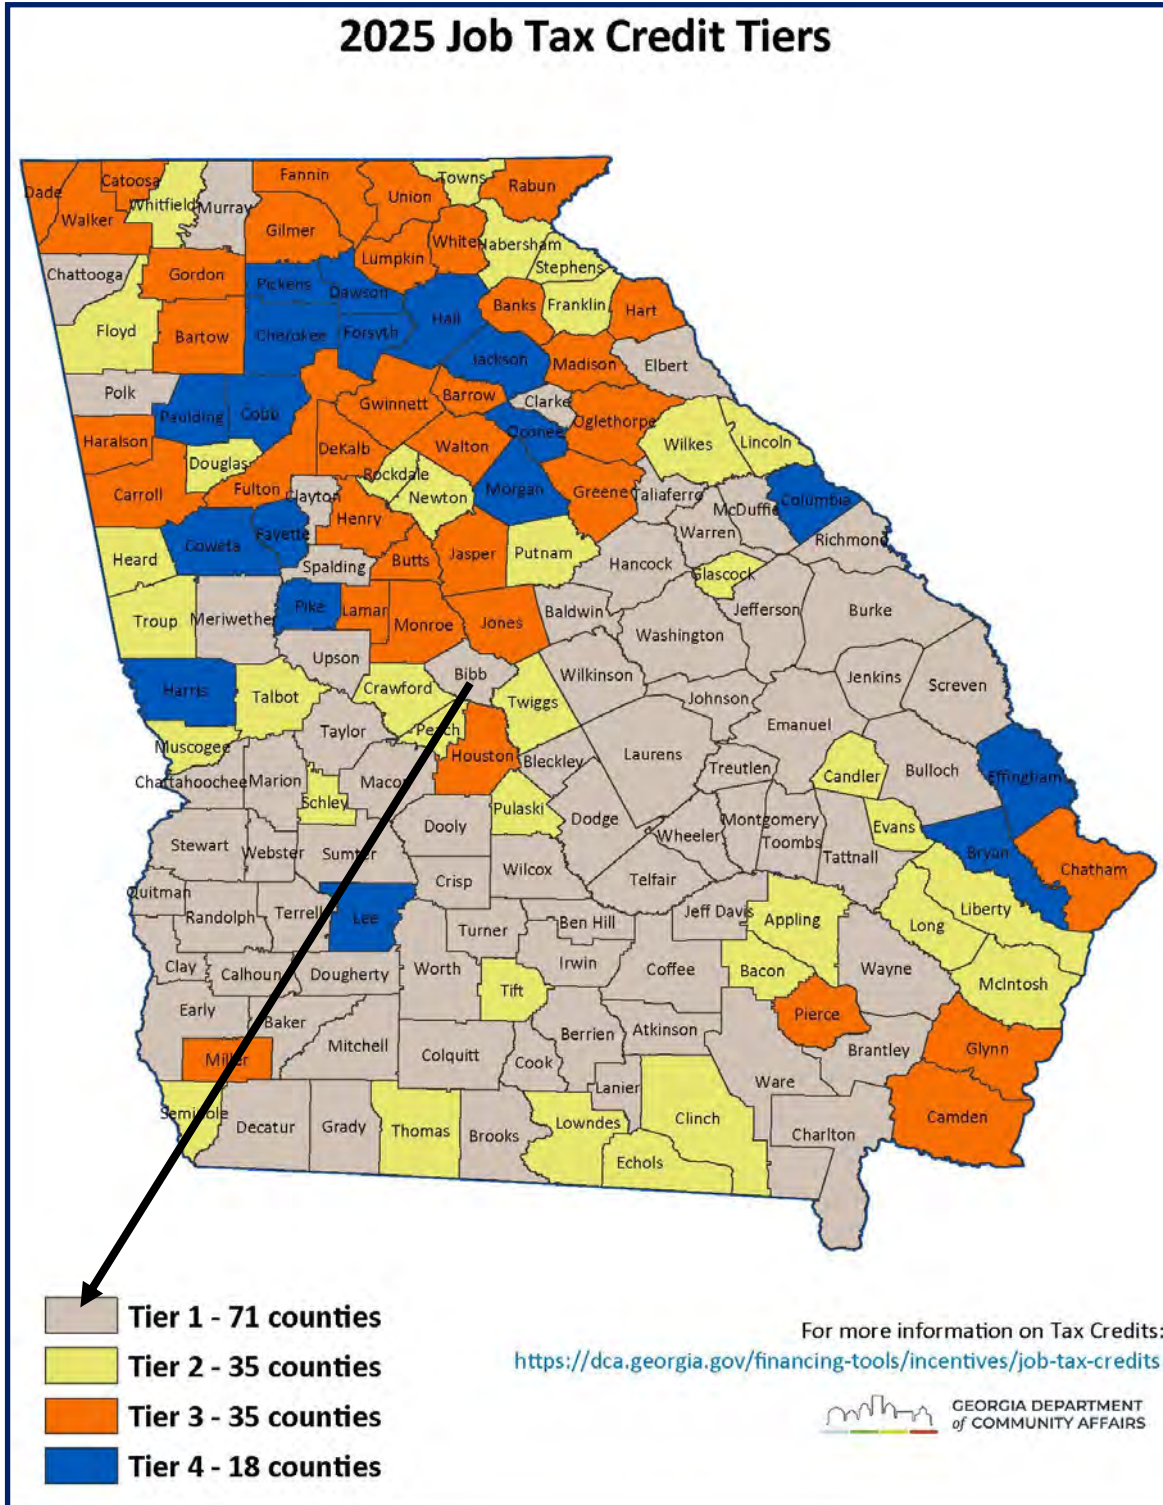 2025 Job Tax Credit Tiers
Dade
Catoosa
Walker
Whitfield
Murray
Fannin
Gilmer
Union
Towns
Rabun
White
Habersham
Lumpkin
Stephens
Chattooga
Gordon
Pickens
Dawson
Hall
Banks
Franklin
Hart
Floyd
Bartow
Cherokee
Forsyth
Jackson
Madison
Elbert
Polk
Paulding
Cobb
Gwinnett
Barrow
Clarke
Oconee
Oglethorpe
Haralson
Douglas
DeKalb
Walton
Wilkes
Lincoln
Carroll
Fulton
Clayton
Rockdale
Newton
Morgan
Greene
Taliaferro
McDuffie
Columbia
Henry
Warren
Richmond
Heard
Coweta
Fayette
Spalding
Butts
Jasper
Putnam
Hancock
Glascock
Troup
Meriwether
Pike
Lamar
Monroe
Jones
Baldwin
Washington
Jefferson
Burke
Upson
Bibb
Wilkinson
Johnson
Jenkins
Screven
Harris
Talbot
Crawford
Twiggs
Emanuel
Muscogee
Taylor
Peach
Houston
Bleckley
Laurens
Treutlen
Candler
Bulloch
Effingham
Chattahoochee
Marion
Macon
Schley
Pulaski
Dodge
Dooly
Wheeler
Montgomery
Toombs
Tattnall
Evans
Bryan
Chatham
Stewart
Webster
Sumter
Crisp
Wilcox
Telfair
Quitman
Randolph
Terrell
Lee
Turner
Ben Hill
Jeff Davis
Appling
Long
Liberty
Clay
Calhoun
Dougherty
Worth
Irwin
Coffee
Bacon
Wayne
McIntosh
Tift
Early
Baker
Mitchell
Colquitt
Cook
Berrien
Atkinson
Pierce
Brantley
Glynn
Miller
Lanier
Ware
Camden
Seminole
Decatur
Grady
Thomas
Brooks
Lowndes
Echols
Clinch
Charlton
Tier 1 - 71 counties
Tier 2 - 35 counties
Tier 3 - 35 counties
Tier 4 - 18 counties
For more information on Tax Credits:
https://dca.georgia.gov/financing-tools/incentives/job-tax-credits
GEORGIA DEPARTMENT
of COMMUNITY AFFAIRS